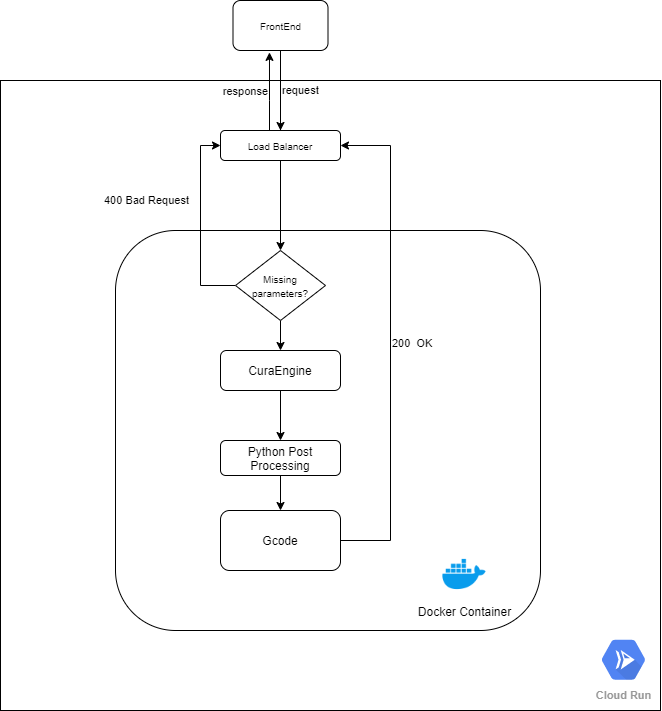 FrontEnd
response
request
Load Balancer
400 Bad Request
Missing
parameters?
200  OK
CuraEngine
Python Post
Processing
Gcode
Docker Container
Cloud Run